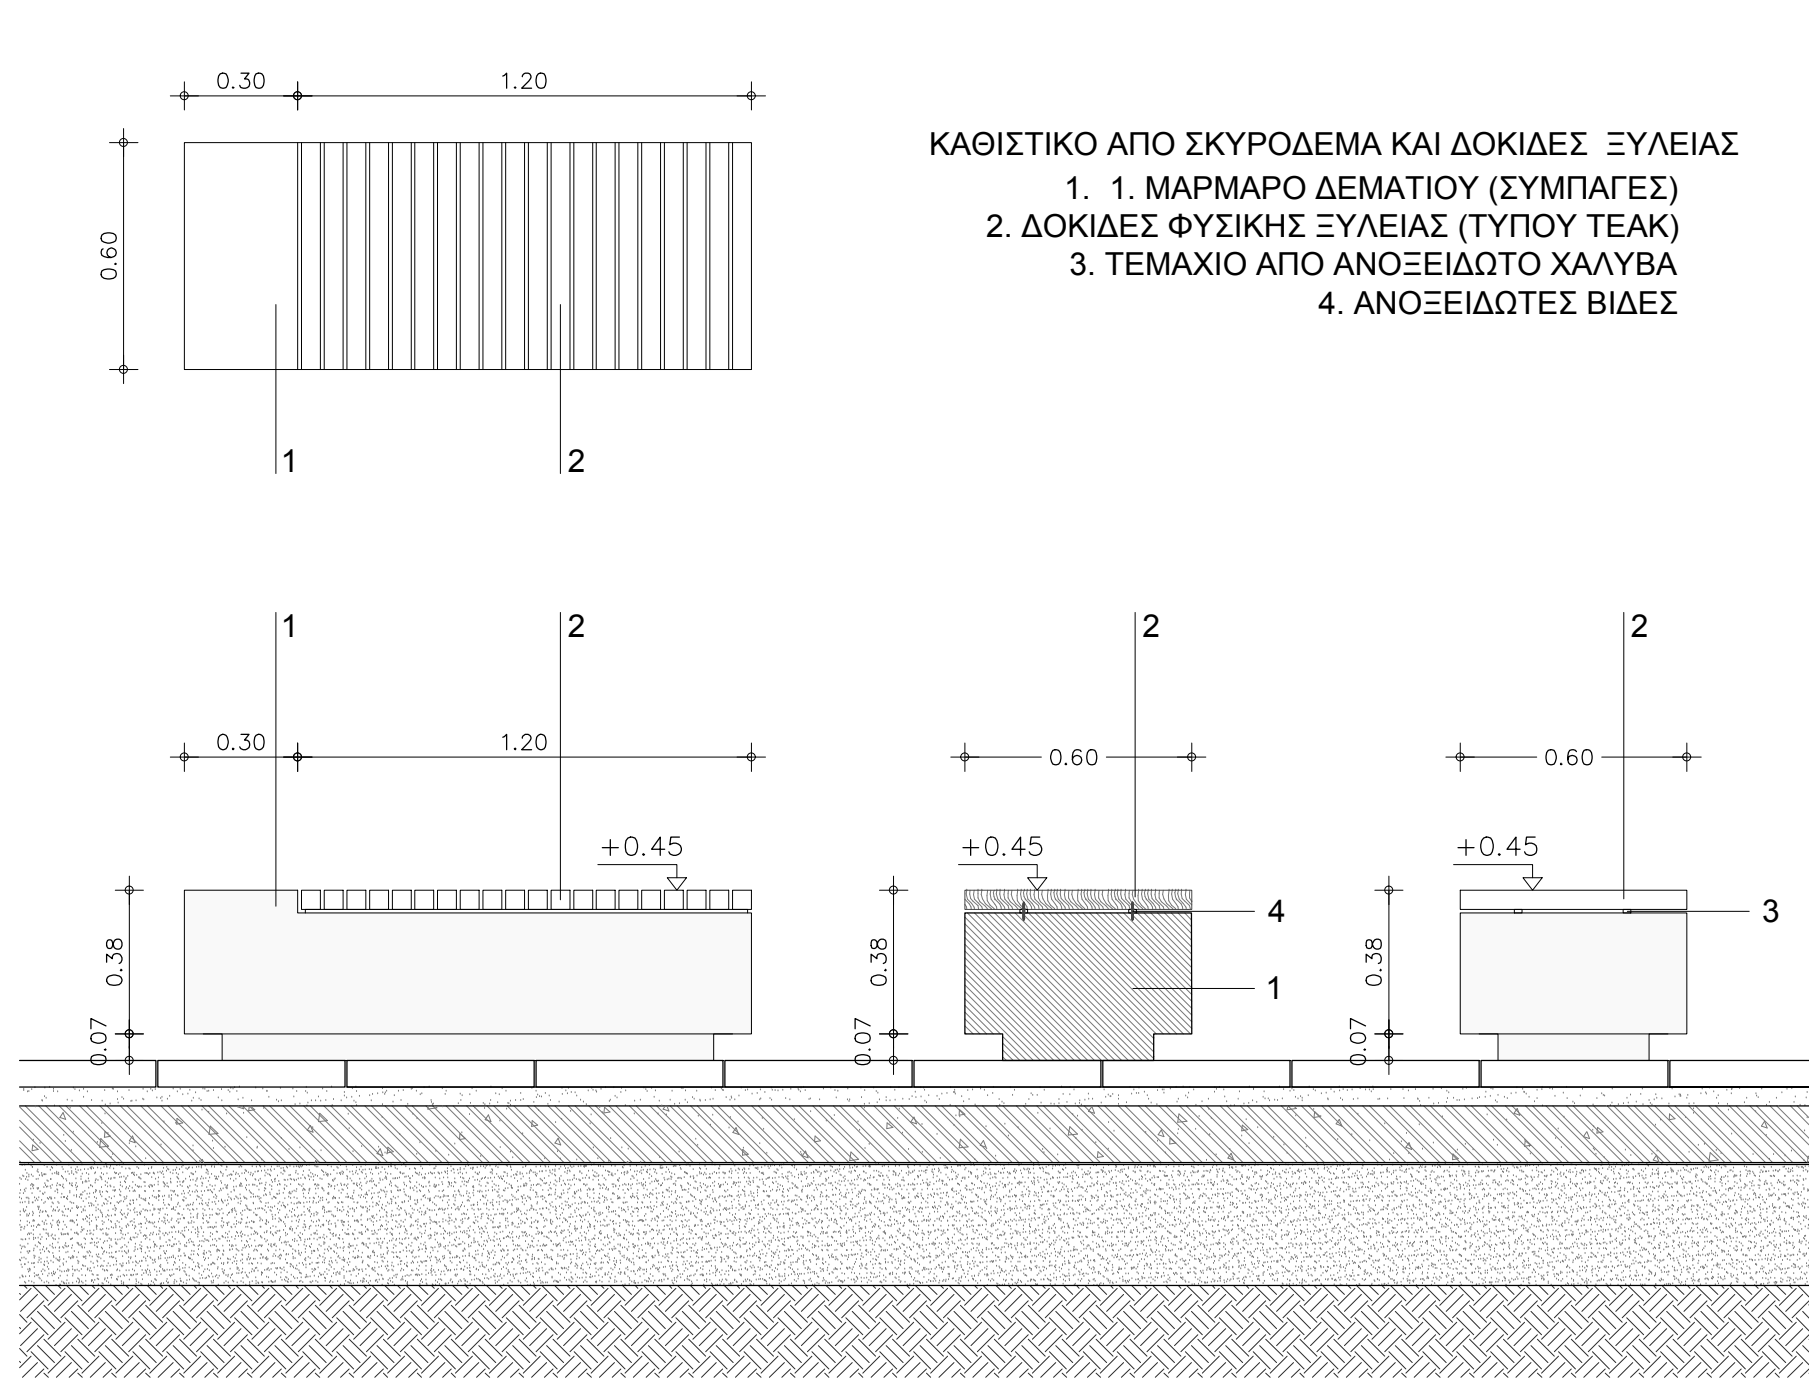 0.30 1.20
ΚΑΘΙΣΤΙΚΟ ΑΠΟ ΣΚΥΡΟΔΕΜΑ ΚΑΙ ΔΟΚΙΔΕΣ ΞΥΛΕΙΑΣ
1. 1. ΜΑΡΜΑΡΟ ΔΕΜΑΤΙΟΥ (ΣΥΜΠΑΓΕΣ)
2. ΔΟΚΙΔΕΣ ΦΥΣΙΚΗΣ ΞΥΛΕΙΑΣ (ΤΥΠΟΥ TEAK)
3. ΤΕΜΑΧΙΟ ΑΠΟ ΑΝΟΞΕΙΔΩΤΟ ΧΑΛΥΒΑ
4. ΑΝΟΞΕΙΔΩΤΕΣ ΒΙΔΕΣ
0.60
1 2
1 2 2 2
0.30 1.20 0.60 0.60
+0.45 +0.45 +0.45
4 3
0.38 0.38 0.38
1
0.07 0.07 0.07